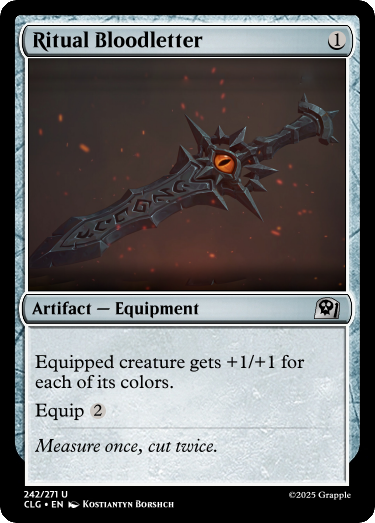 Ritual Bloodletter 1
Artifact — Equipment
Equipped creature gets +1/+1 for
each of its colors.
Equip 2
Measure once, cut twice.
242/271 U
CLG • EN Kostiantyn Borshch
©2025 Grapple